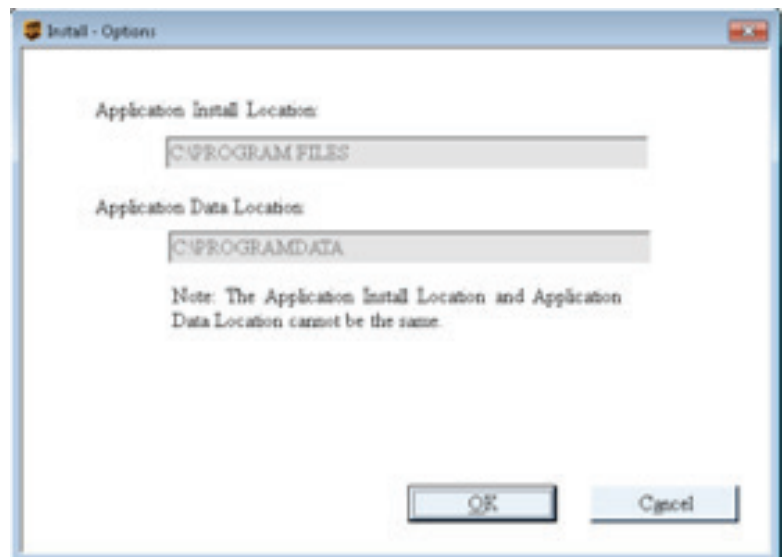 Install - Options
Application Install Location:
C:\PROGRAM FILES
Application Data Location:
C:\PROGRAMDATA
Note: The Application Install Location and Application
Data Location cannot be the same.
OK
Cancel